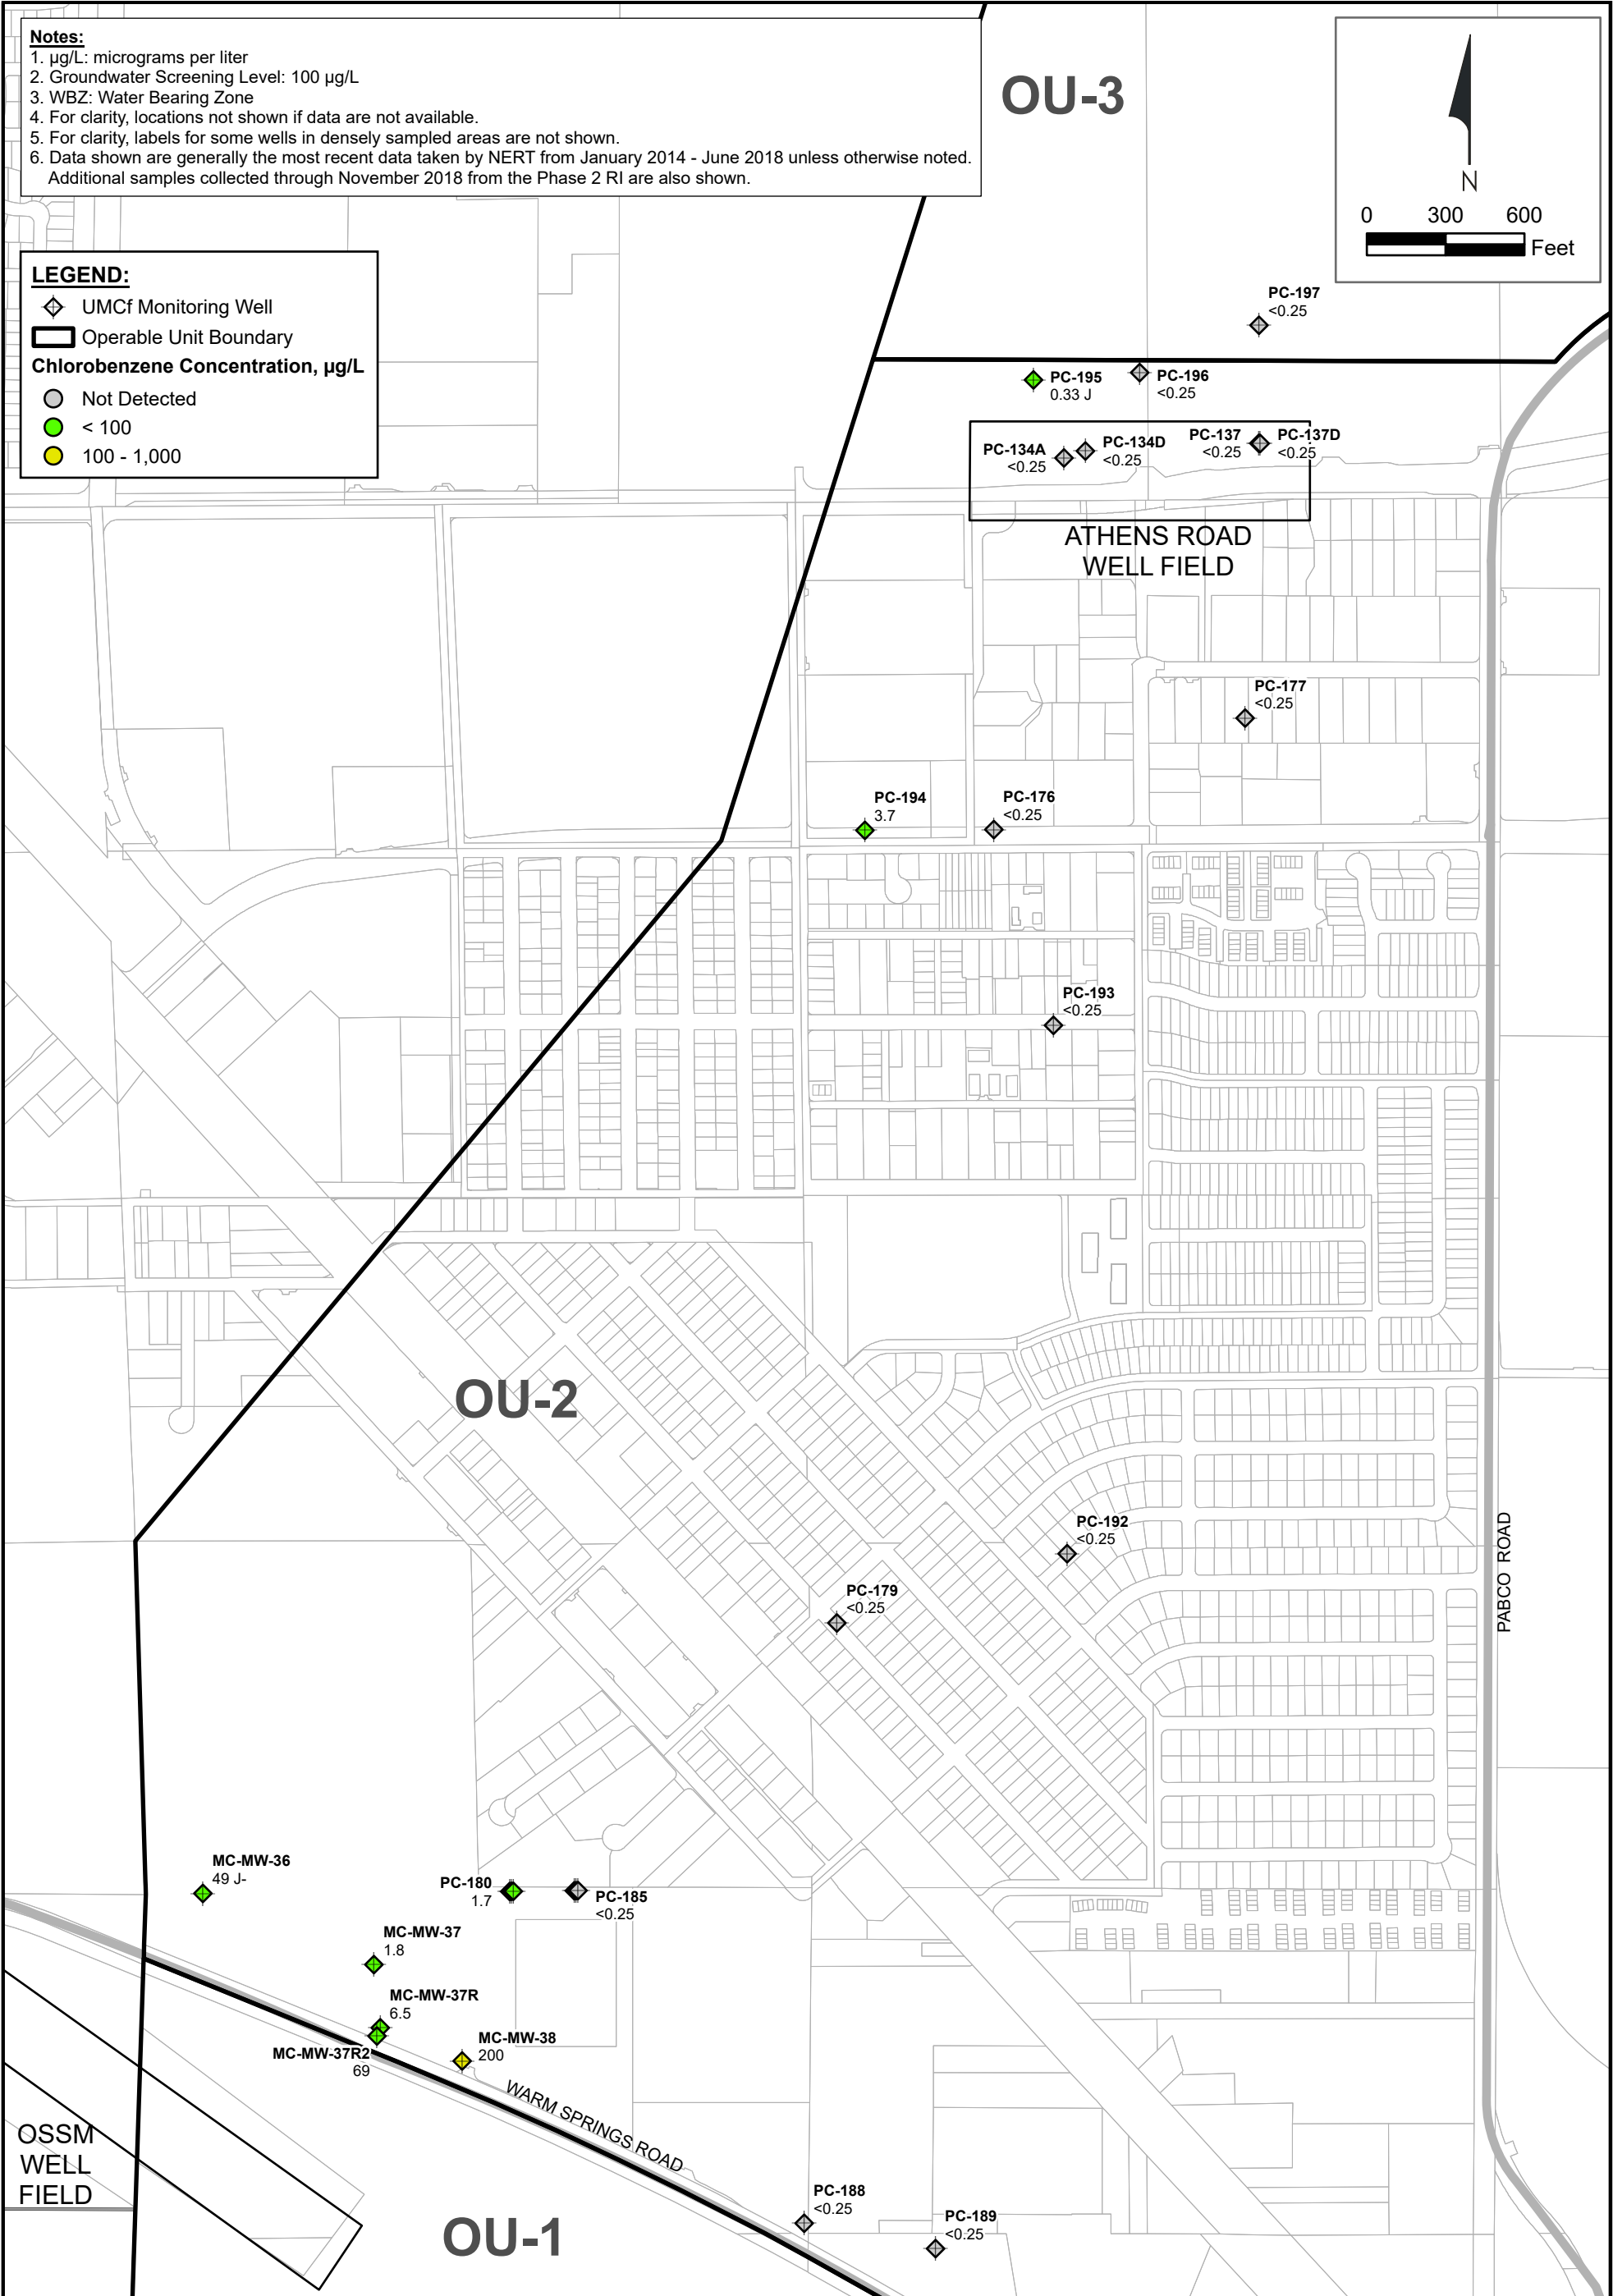 Notes:
1. µg/L: micrograms per liter
2. Groundwater Screening Level: 100 µg/L
3. WBZ: Water Bearing Zone
4. For clarity, locations not shown if data are not available.
5. For clarity, labels for some wells in densely sampled areas are not shown.
6. Data shown are generally the most recent data taken by NERT from January 2014 - June 2018 unless otherwise noted.
Additional samples collected through November 2018 from the Phase 2 RI are also shown.
OU-3
N
0 300 600
Feet
LEGEND:
UMCf Monitoring Well
Operable Unit Boundary
Chlorobenzene Concentration, µg/L
Not Detected
< 100
100 - 1,000
PC-197
<0.25
PC-195
0.33 J
PC-196
<0.25
PC-134A
<0.25
PC-134D
<0.25
PC-137
<0.25
PC-137D
<0.25
ATHENS ROAD
WELL FIELD
PC-177
<0.25
PC-194
3.7
PC-176
<0.25
PC-193
<0.25
OU-2
PC-192
<0.25
PABCO ROAD
PC-179
<0.25
MC-MW-36
49 J-
PC-180
1.7
PC-185
<0.25
MC-MW-37
1.8
MC-MW-37R
6.5
MC-MW-37R2
69
MC-MW-38
200
WARM SPRINGS ROAD
OSSM
WELL
FIELD
PC-188
<0.25
PC-189
<0.25
OU-1